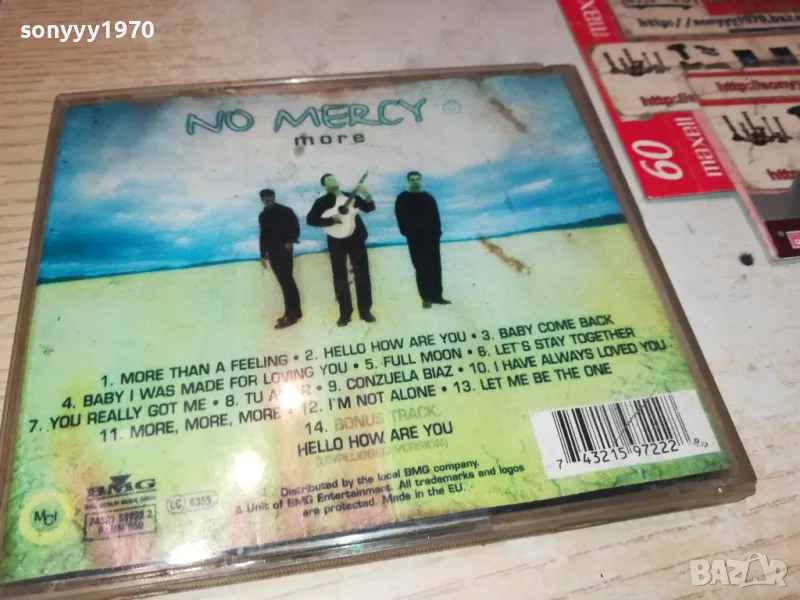 sonyyy1970
NO MERCY
more
1. MORE THAN A FEELING • 2. HELLO HOW ARE YOU • 3. BABY COME BACK
4. BABY I WAS MADE FOR LOVING YOU • 5. FULL MOON • 6. LET'S STAY TOGETHER
7. YOU REALLY GOT ME • 8. TU AMOR • 9. CONZUELA BIAZ • 10. I HAVE ALWAYS LOVED YOU
11. MORE, MORE, MORE • 12. I'M NOT ALONE • 13. LET ME BE THE ONE
14. BONUS TRACK:
HELLO HOW ARE YOU
(UNPLUGGED VERSION)
Distributed by the local BMG company.
A Unit of BMG Entertainment. All trademarks and logos
are protected. Made in the EU.
BMG
MCI
LC 6385
7 43215 97222
maxell
60
maxell
BAZAR